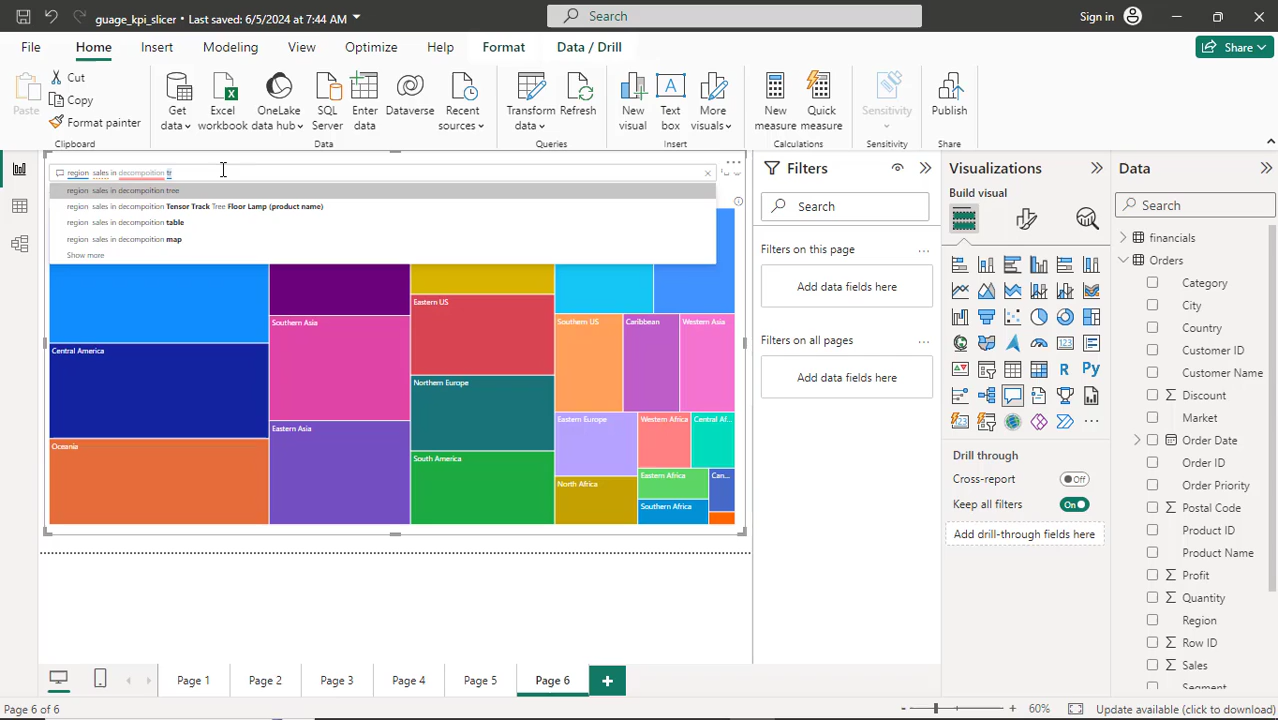 guage_kpi_slicer • Last saved: 6/5/2024 at 7:44 AM
Search
Sign in
File
Home
Insert
Modeling
View
Optimize
Help
Format
Data / Drill
Share
Paste
Cut
Copy
Format painter
Clipboard
Get data
Excel workbook
OneLake data hub
SQL Server
Enter data
Dataverse
Recent sources
Data
Transform data
Refresh
Queries
New visual
Text box
More visuals
Insert
New measure
Quick measure
Calculations
Sensitivity
Sensitivity
Publish
Share
region sales in decompoition tr
region sales in decompoition tree
region sales in decompoition Tensor Track Tree Floor Lamp (product name)
region sales in decompoition table
region sales in decompoition map
Show more
Central America
Oceania
Southern Asia
Eastern Asia
Eastern US
Northern Europe
South America
Southern US
Caribbean
Western Asia
Eastern Europe
Western Africa
Central Af...
North Africa
Eastern Africa
Can...
Southern Africa
Filters
Search
Filters on this page
...
Add data fields here
Filters on all pages
...
Add data fields here
Visualizations
Build visual
123
R
Py
...
Drill through
Cross-report
Off
Keep all filters
On
Add drill-through fields here
Data
Search
financials
Orders
Category
City
Country
Customer ID
Customer Name
Discount
Market
Order Date
Order ID
Order Priority
Postal Code
Product ID
Product Name
Profit
Quantity
Region
Row ID
Sales
Segment
Page 1
Page 2
Page 3
Page 4
Page 5
Page 6
Page 6 of 6
60%
Update available (click to download)